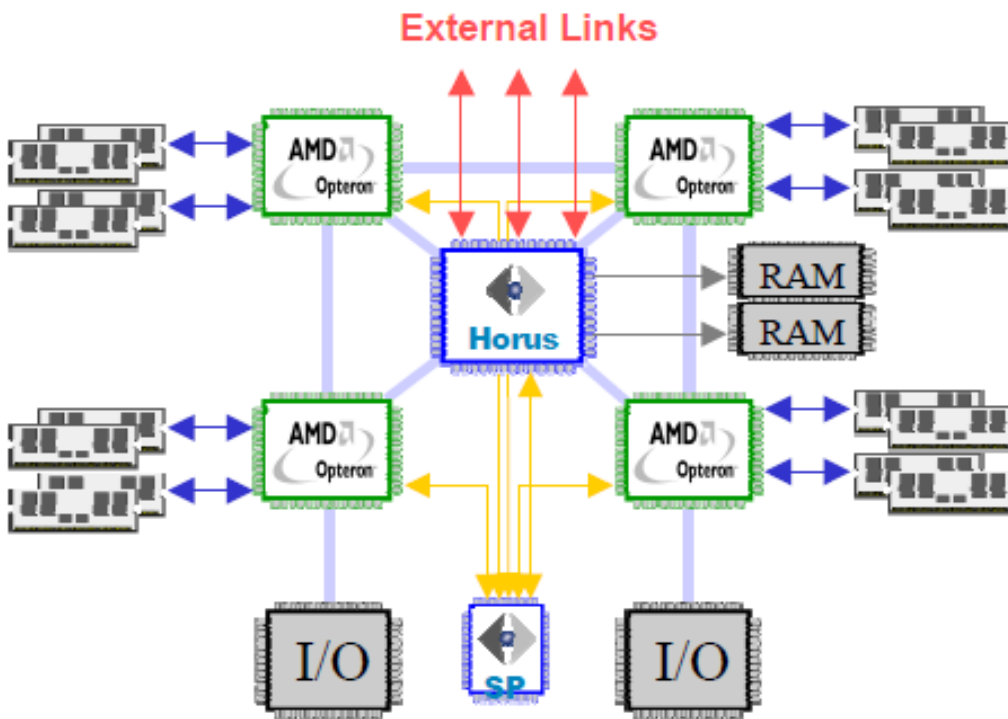 External Links
AMD
Opteron
AMD
Opteron
RAM
RAM
Horus
AMD
Opteron
AMD
Opteron
I/O
SP
I/O